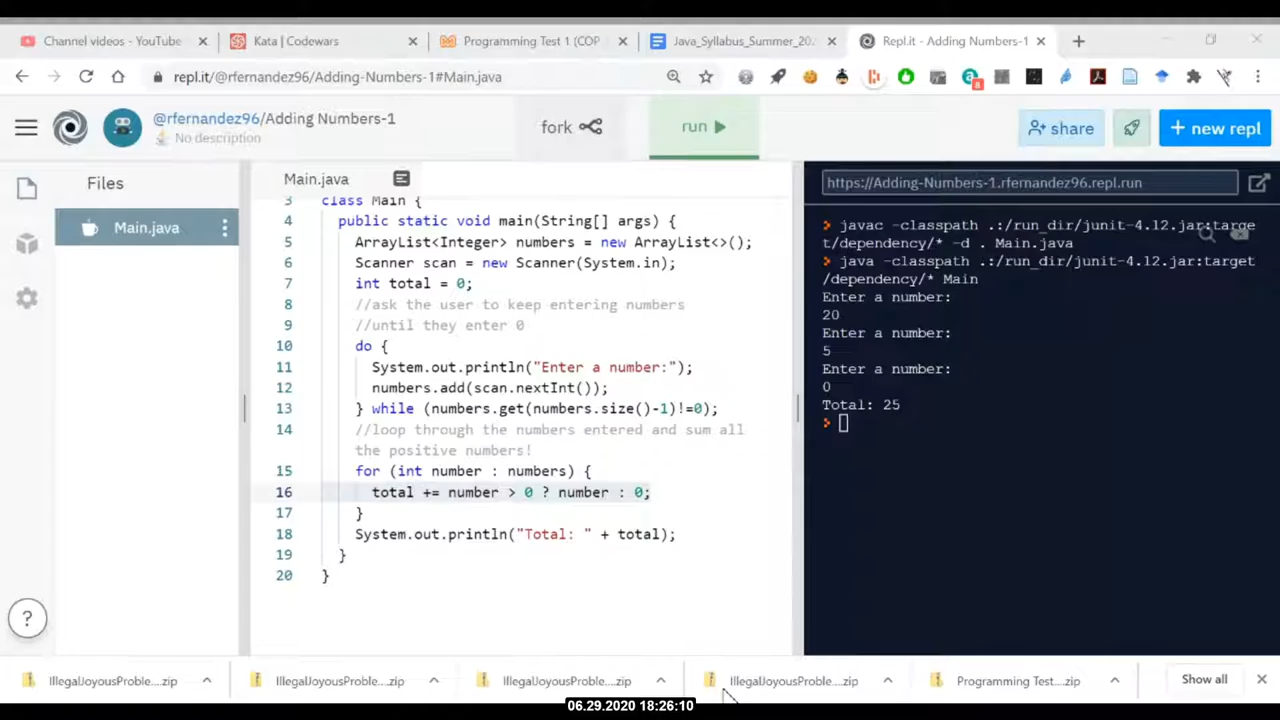 Channel videos - YouTube
Kata | Codewars
Programming Test 1 (COP
Java_Syllabus_Summer_20
Repl.it - Adding Numbers-1
repl.it/@rfernandez96/Adding-Numbers-1#Main.java
@rfernandez96/Adding Numbers-1
No description
fork
run
share
+ new repl
Files
Main.java
Main.java
3 class Main {
4 public static void main(String[] args) {
5 ArrayList<Integer> numbers = new ArrayList<>();
6 Scanner scan = new Scanner(System.in);
7 int total = 0;
8 //ask the user to keep entering numbers
9 //until they enter 0
10 do {
11 System.out.println("Enter a number:");
12 numbers.add(scan.nextInt());
13 } while (numbers.get(numbers.size()-1)!=0);
14 //loop through the numbers entered and sum all
the positive numbers!
15 for (int number : numbers) {
16 total += number > 0 ? number : 0;
17 }
18 System.out.println("Total: " + total);
19 }
20 }
https://Adding-Numbers-1.rfernandez96.repl.run
javac -classpath .:/run_dir/junit-4.12.jar:targe
t/dependency/* -d . Main.java
java -classpath .:/run_dir/junit-4.12.jar:target
/dependency/* Main
Enter a number:
20
Enter a number:
5
Enter a number:
0
Total: 25
?
IllegalJoyousProble....zip
IllegalJoyousProble....zip
IllegalJoyousProble....zip
IllegalJoyousProble....zip
Programming Test....zip
Show all
06.29.2020 18:26:10